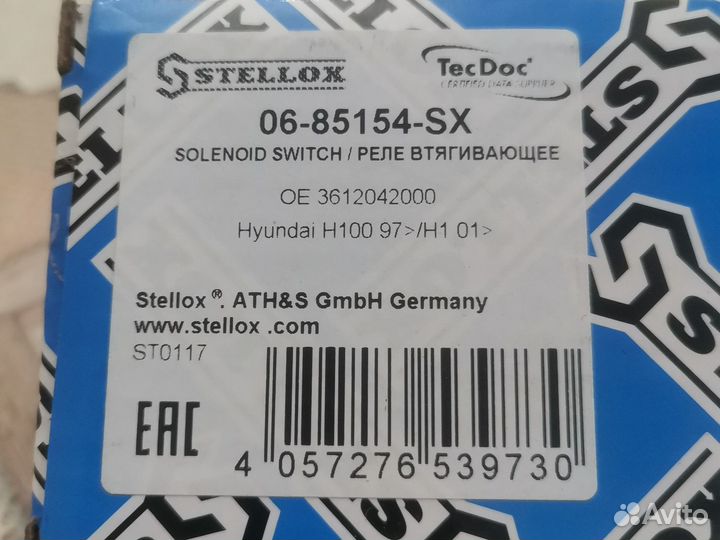 STELLOX
TecDoc®
CERTIFIED DATA SUPPLIER
06-85154-SX
SOLENOID SWITCH / РЕЛЕ ВТЯГИВАЮЩЕЕ
OE 3612042000
Hyundai H100 97>/H1 01>
Stellox ®. ATH&S GmbH Germany
www.stellox .com
ST0117
EAC
4 057276 539730
Avito